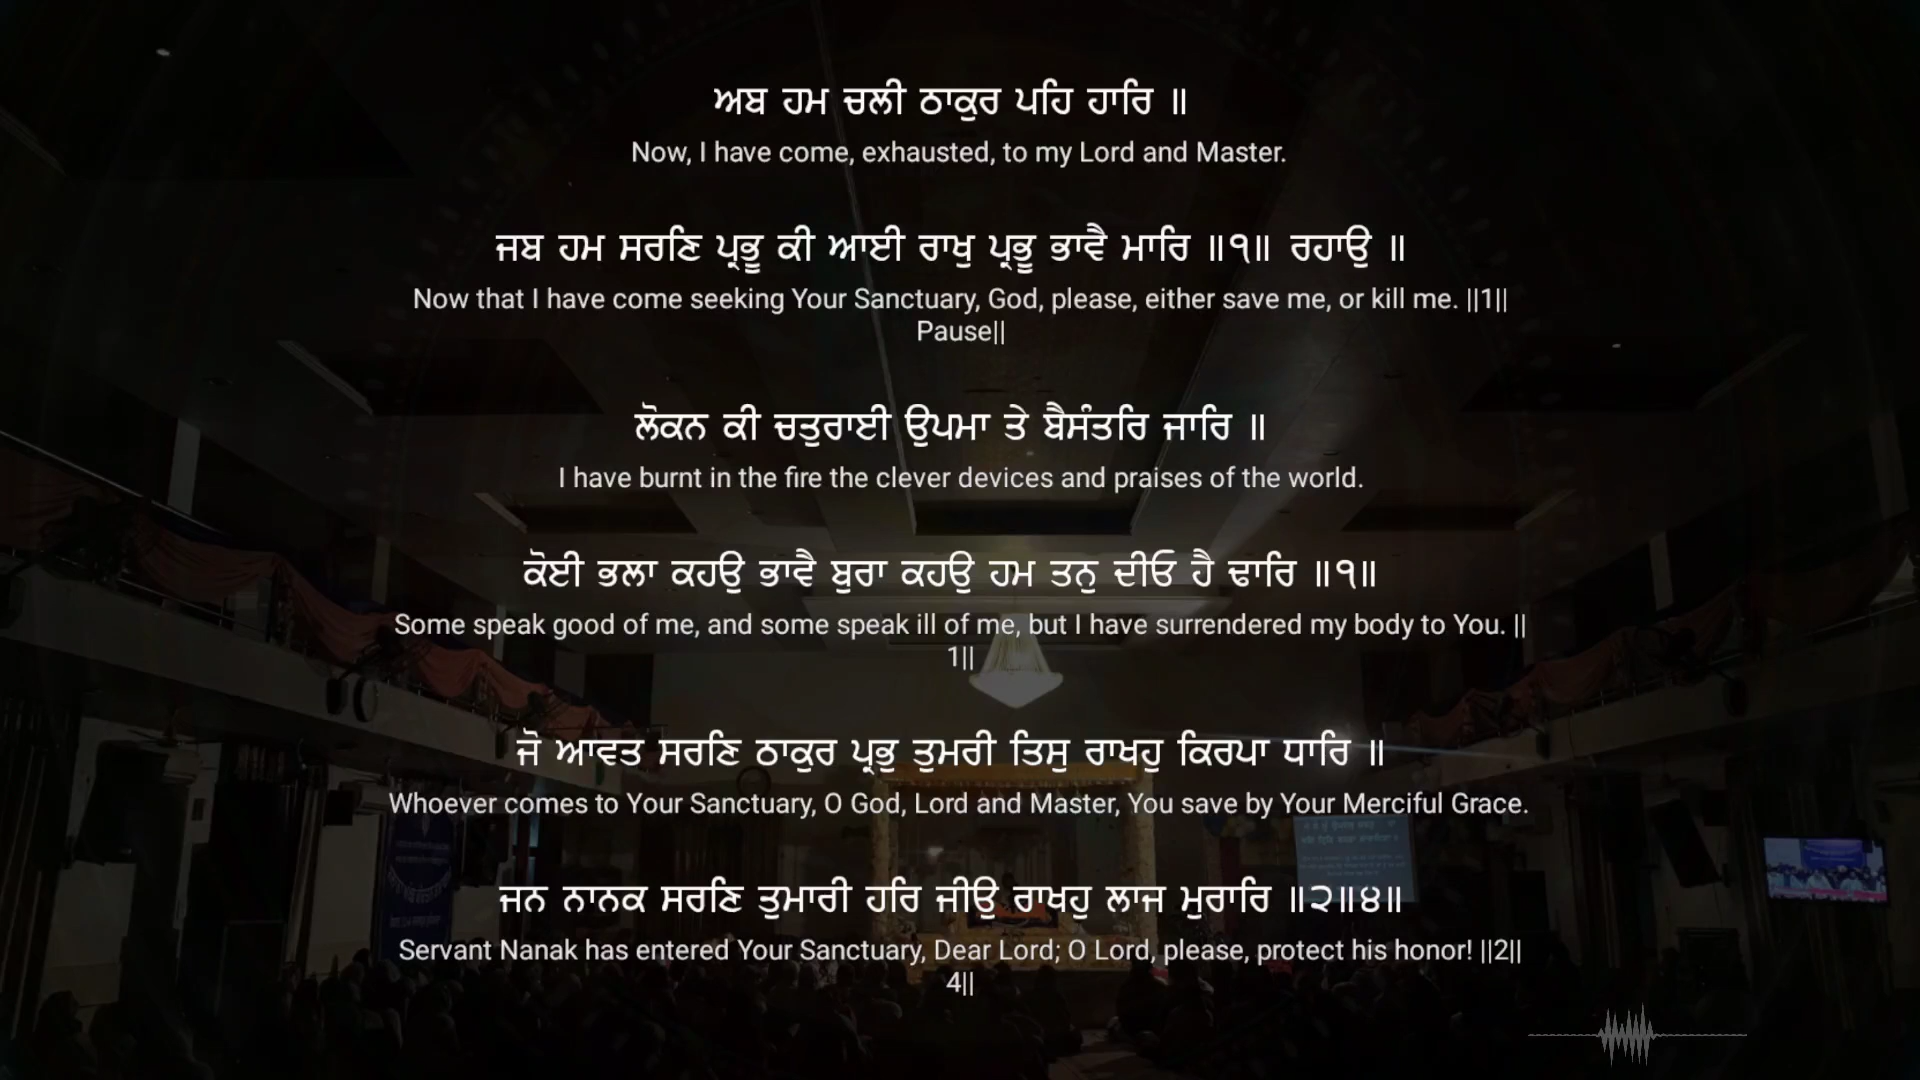 ਅਬ ਹਮ ਚਲੀ ਠਾਕੁਰ ਪਹਿ ਹਾਰਿ ॥
Now, I have come, exhausted, to my Lord and Master.
ਜਬ ਹਮ ਸਰਣਿ ਪ੍ਰਭੂ ਕੀ ਆਈ ਰਾਖੁ ਪ੍ਰਭੂ ਭਾਵੈ ਮਾਰਿ ॥੧॥ ਰਹਾਉ ॥
Now that I have come seeking Your Sanctuary, God, please, either save me, or kill me. ||1||
Pause||
ਲੋਕਨ ਕੀ ਚਤੁਰਾਈ ਉਪਮਾ ਤੇ ਬੈਸੰਤਰਿ ਜਾਰਿ ॥
I have burnt in the fire the clever devices and praises of the world.
ਕੋਈ ਭਲਾ ਕਹਉ ਭਾਵੈ ਬੁਰਾ ਕਹਉ ਹਮ ਤਨੁ ਦੀਓ ਹੈ ਢਾਰਿ ॥੧॥
Some speak good of me, and some speak ill of me, but I have surrendered my body to You. ||
1||
ਜੋ ਆਵਤ ਸਰਣਿ ਠਾਕੁਰ ਪ੍ਰਭੁ ਤੁਮਰੀ ਤਿਸੁ ਰਾਖਹੁ ਕਿਰਪਾ ਧਾਰਿ ॥
Whoever comes to Your Sanctuary, O God, Lord and Master, You save by Your Merciful Grace.
ਜਨ ਨਾਨਕ ਸਰਣਿ ਤੁਮਾਰੀ ਹਰਿ ਜੀਉ ਰਾਖਹੁ ਲਾਜ ਮੁਰਾਰਿ ॥੨॥੪॥
Servant Nanak has entered Your Sanctuary, Dear Lord; O Lord, please, protect his honor! ||2||
4||